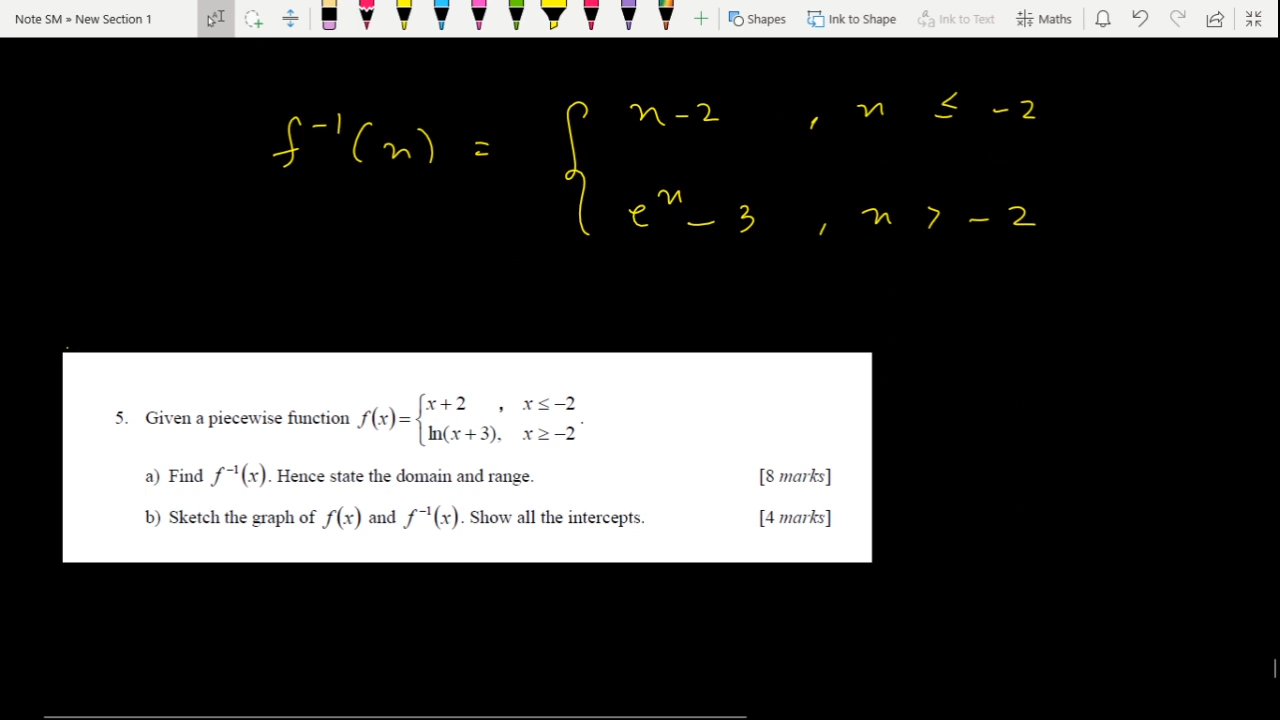 Note SM » New Section 1
Shapes Ink to Shape Ink to Text Maths
f⁻¹(x) = { x - 2 , x ≤ -2
eˣ - 3 , x > -2
5. Given a piecewise function f(x) = { x + 2 , x ≤ −2
ln(x + 3), x ≥ −2 .
a) Find f⁻¹(x). Hence state the domain and range. [8 marks]
b) Sketch the graph of f(x) and f⁻¹(x). Show all the intercepts. [4 marks]